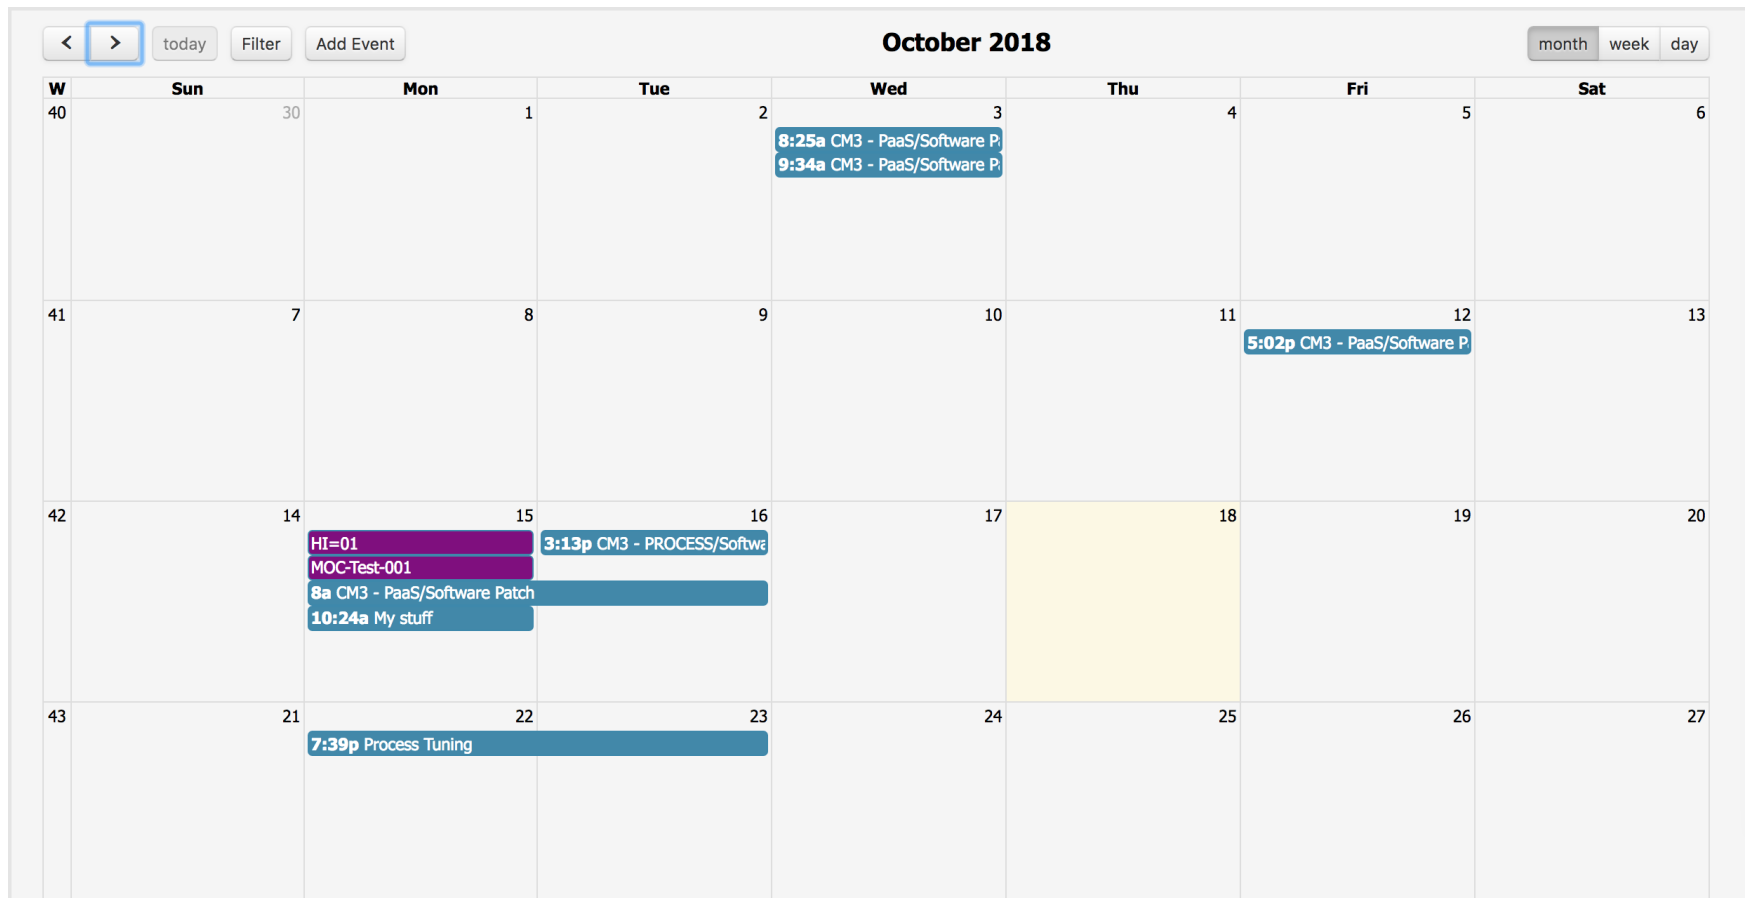 < > today Filter Add Event October 2018 month week day
W Sun Mon Tue Wed Thu Fri Sat
40 30 1 2 3 4 5 6
8:25a CM3 - PaaS/Software
9:34a CM3 - PaaS/Software
41 7 8 9 10 11 12 13
5:02p CM3 - PaaS/Software P
42 14 15 16 17 18 19 20
HI=01 3:13p CM3 - PROCESS/Softwa
MOC-Test-001
8a CM3 - PaaS/Software Patch
10:24a My stuff
43 21 22 23 24 25 26 27
7:39p Process Tuning